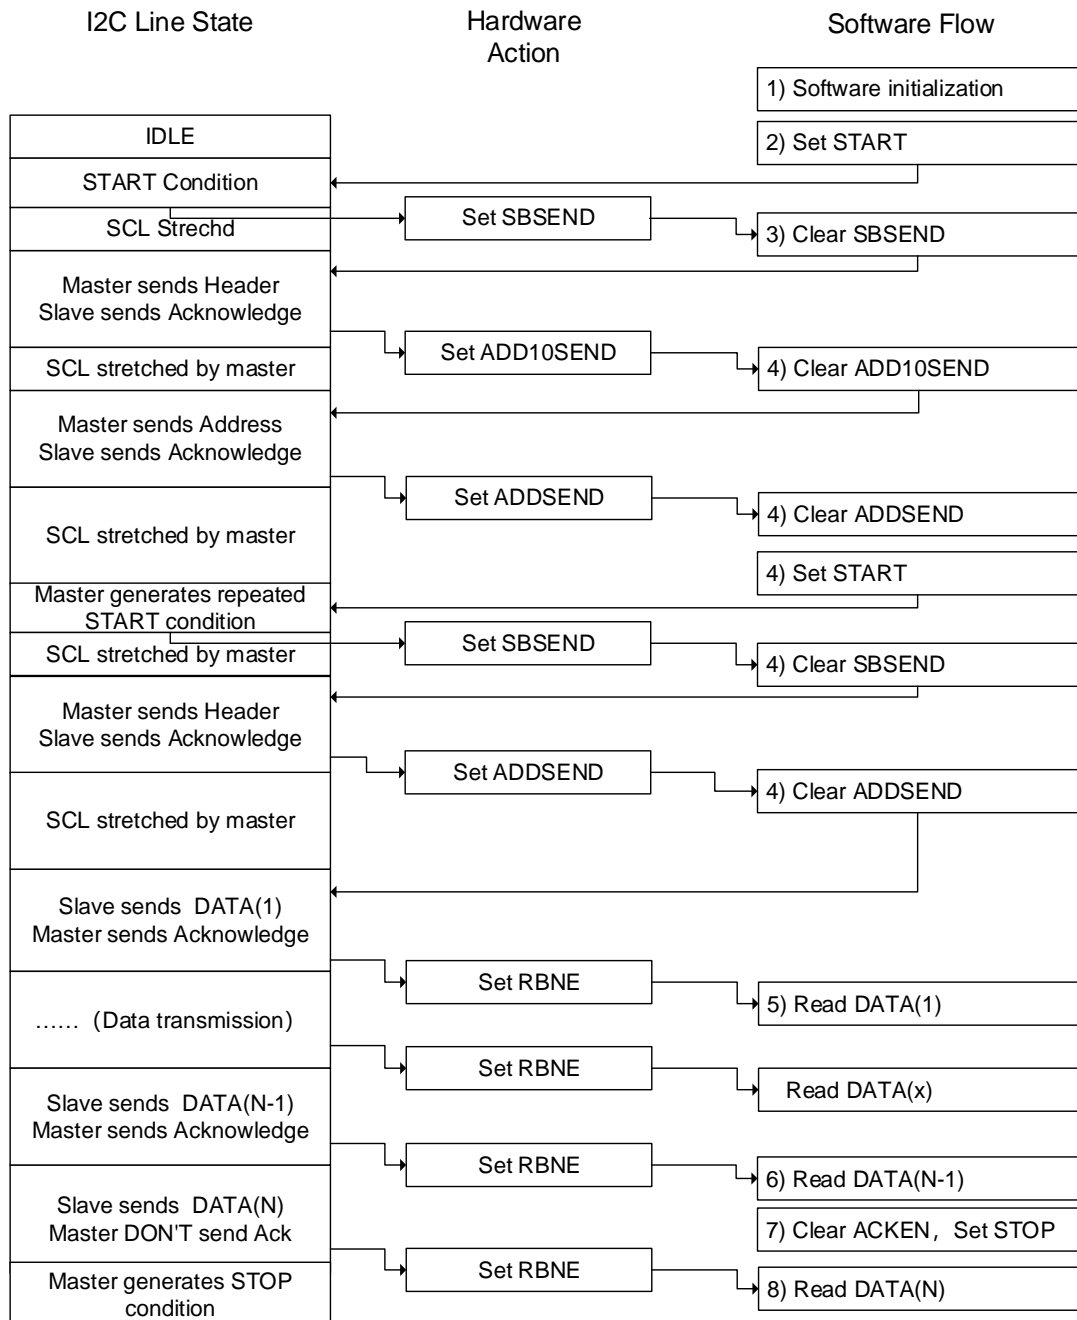 I2C Line State
Hardware
Action
Software Flow
1) Software initialization
IDLE
2) Set START
START Condition
Set SBSEND
SCL Strechd
3) Clear SBSEND
Master sends Header
Slave sends Acknowledge
Set ADD10SEND
SCL stretched by master
4) Clear ADD10SEND
Master sends Address
Slave sends Acknowledge
Set ADDSEND
4) Clear ADDSEND
SCL stretched by master
4) Set START
Master generates repeated
START condition
Set SBSEND
SCL stretched by master
4) Clear SBSEND
Master sends Header
Slave sends Acknowledge
Set ADDSEND
4) Clear ADDSEND
SCL stretched by master
Slave sends DATA(1)
Master sends Acknowledge
Set RBNE
5) Read DATA(1)
…… (Data transmission)
Set RBNE
Read DATA(x)
Slave sends DATA(N-1)
Master sends Acknowledge
Set RBNE
6) Read DATA(N-1)
Slave sends DATA(N)
Master DON'T send Ack
7) Clear ACKEN, Set STOP
Set RBNE
8) Read DATA(N)
Master generates STOP
condition